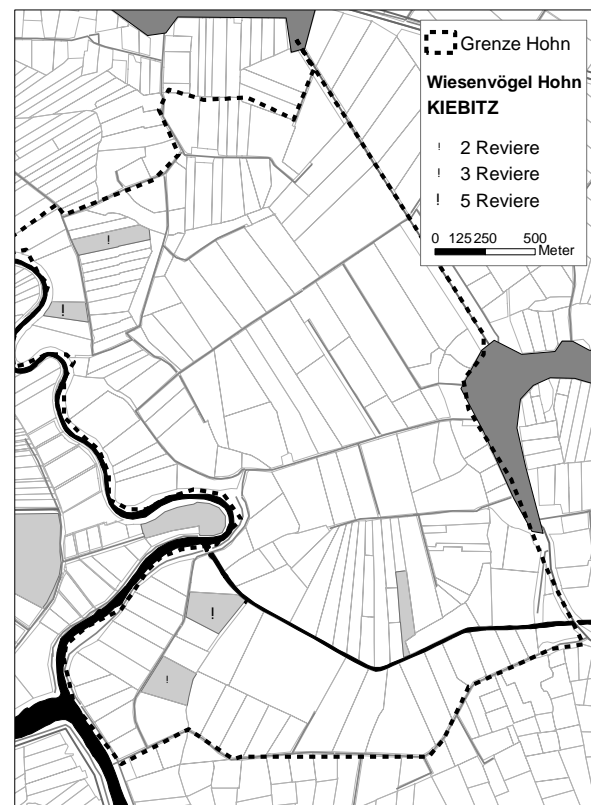 Grenze Hohn
Wiesenvögel Hohn
KIEBITZ
! 2 Reviere
! 3 Reviere
! 5 Reviere
0 125 250 500
Meter
!
!
!
!